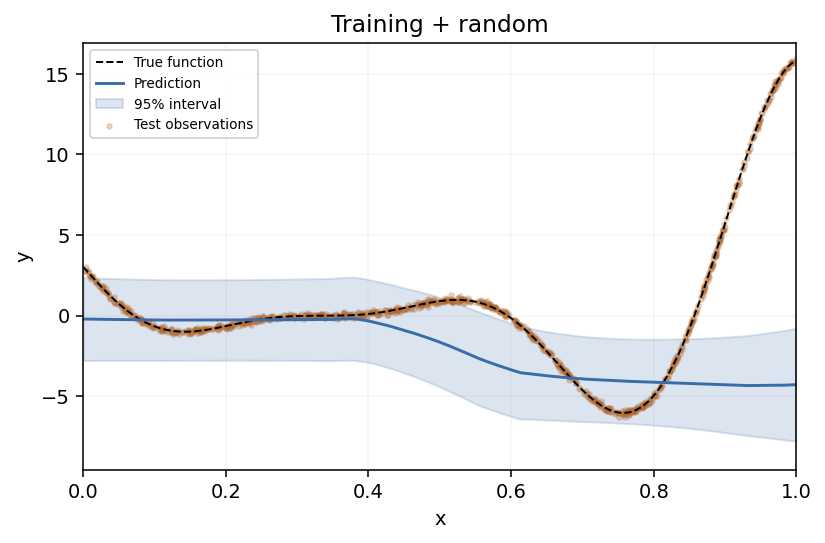 Training + random
True function
Prediction
95% interval
Test observations
15
10
5
0
−5
y
0.0 0.2 0.4 0.6 0.8 1.0
x